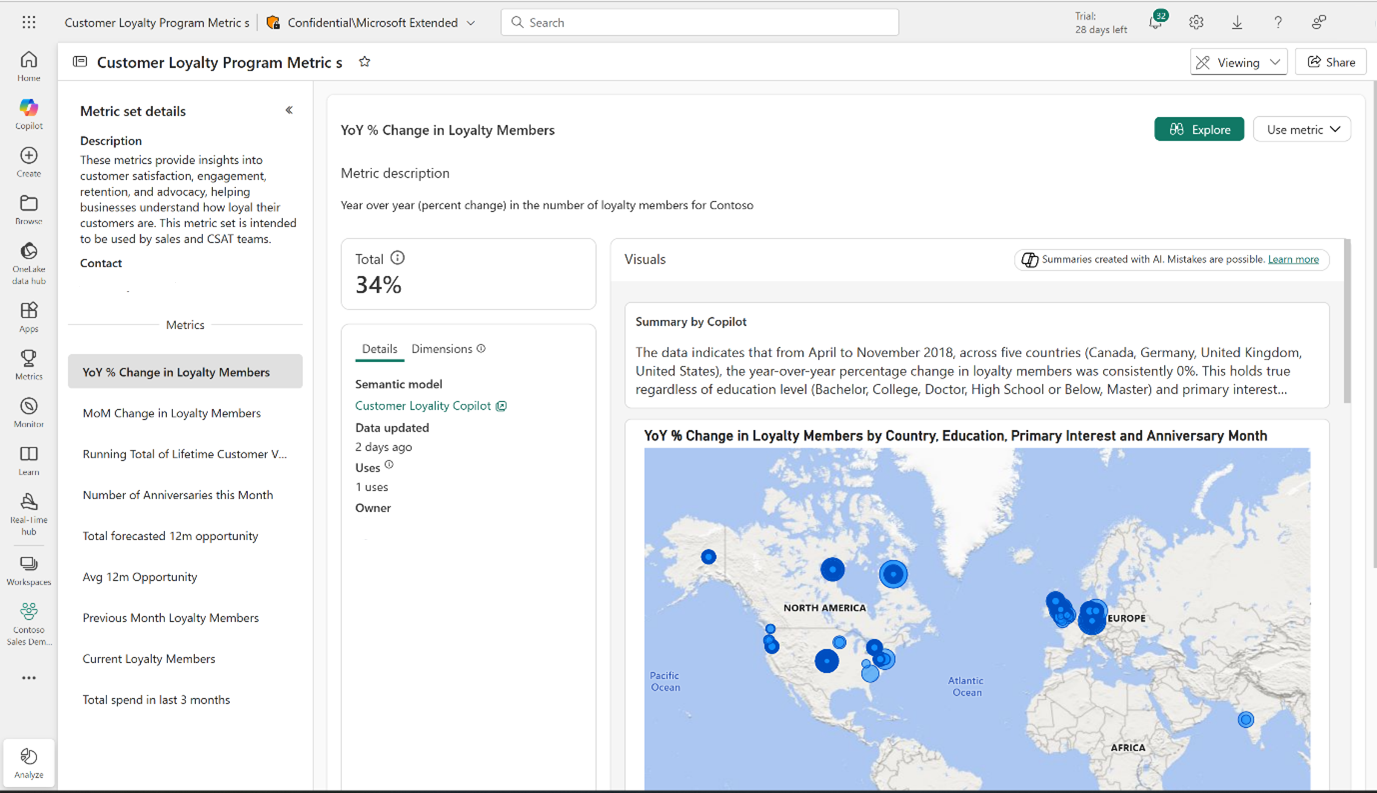 Customer Loyalty Program Metric s
Confidential\Microsoft Extended
Search
Trial:
28 days left
32
Home
Copilot
Create
Browse
OneLake
data hub
Apps
Metrics
Monitor
Learn
Real-Time
hub
Workspaces
Contoso
Sales Dem...
Analyze
Customer Loyalty Program Metric s
Viewing
Share
Metric set details
Description
These metrics provide insights into
customer satisfaction, engagement,
retention, and advocacy, helping
businesses understand how loyal their
customers are. This metric set is intended
to be used by sales and CSAT teams.
Contact
Metrics
YoY % Change in Loyalty Members
MoM Change in Loyalty Members
Running Total of Lifetime Customer V...
Number of Anniversaries this Month
Total forecasted 12m opportunity
Avg 12m Opportunity
Previous Month Loyalty Members
Current Loyalty Members
Total spend in last 3 months
YoY % Change in Loyalty Members
Explore
Use metric
Metric description
Year over year (percent change) in the number of loyalty members for Contoso
Total
34%
Details
Dimensions
Semantic model
Customer Loyality Copilot
Data updated
2 days ago
Uses
1 uses
Owner
Visuals
Summaries created with AI. Mistakes are possible. Learn more
Summary by Copilot
The data indicates that from April to November 2018, across five countries (Canada, Germany, United Kingdom,
United States), the year-over-year percentage change in loyalty members was consistently 0%. This holds true
regardless of education level (Bachelor, College, Doctor, High School or Below, Master) and primary interest...
YoY % Change in Loyalty Members by Country, Education, Primary Interest and Anniversary Month
NORTH AMERICA
EUROPE
Pacific
Ocean
Atlantic
Ocean
AFRICA